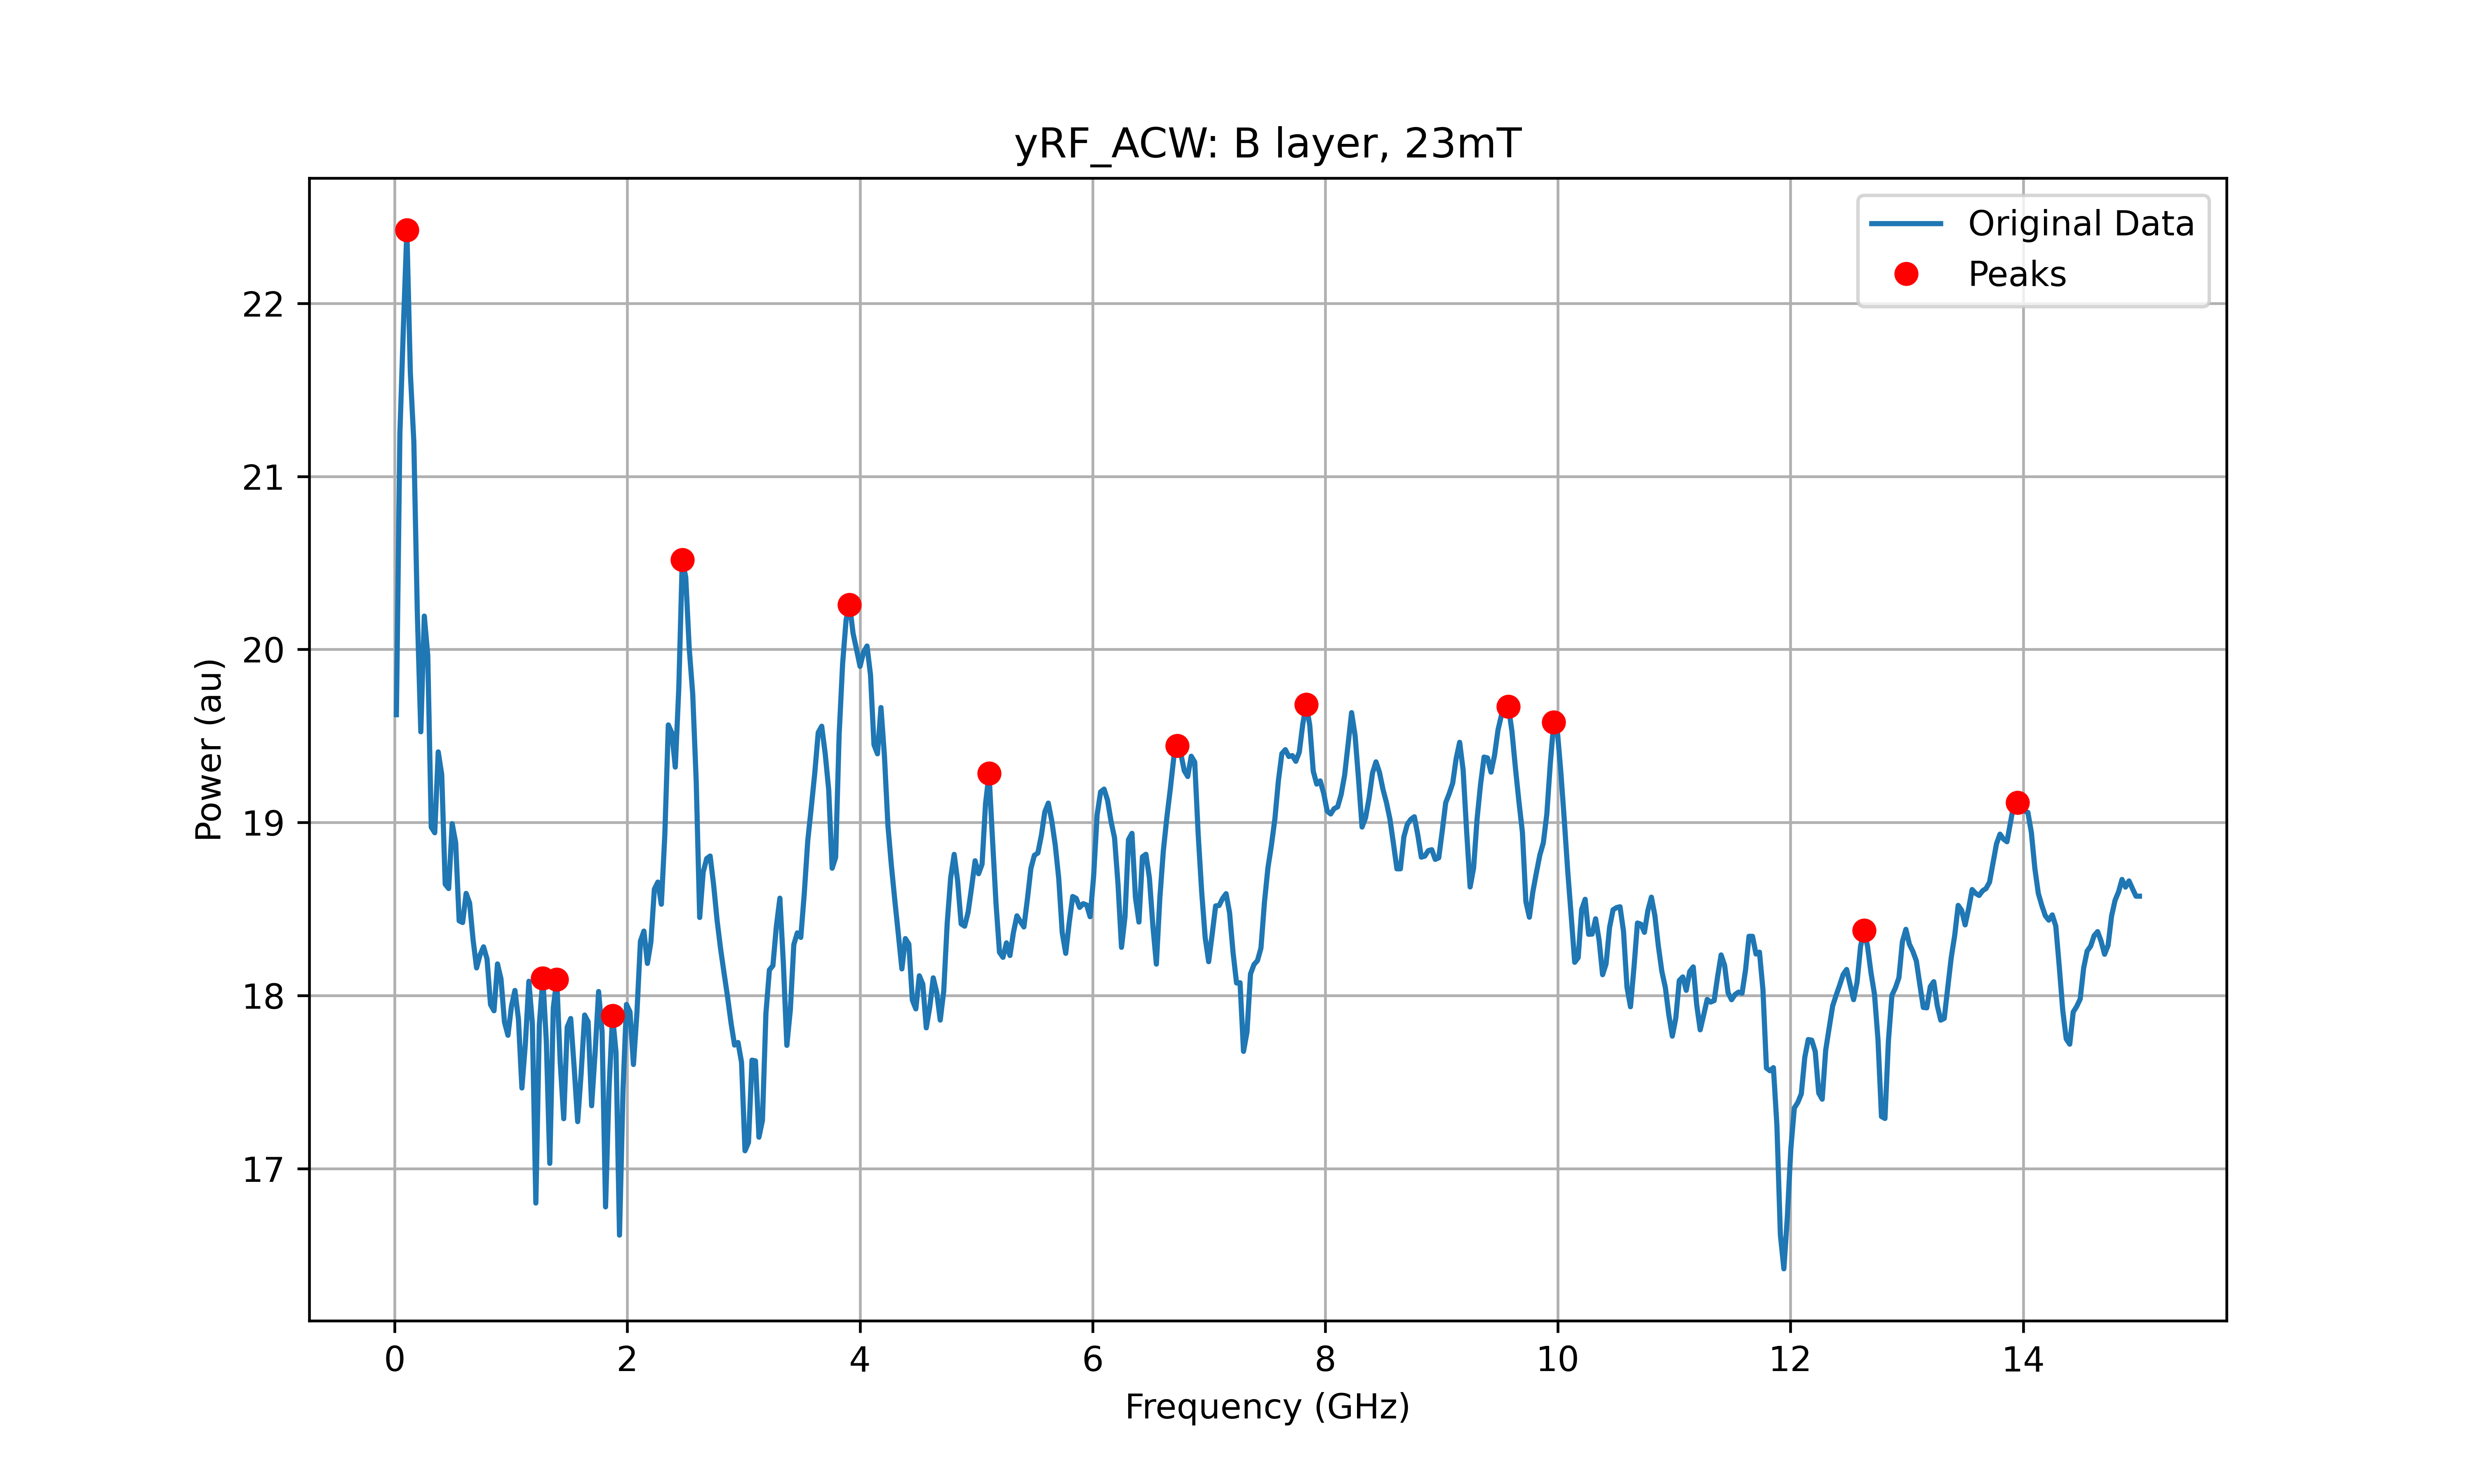 yRF_ACW: B layer, 23mT
Original Data
Peaks
Power (au)
22
21
20
19
18
17
0 2 4 6 8 10 12 14
Frequency (GHz)